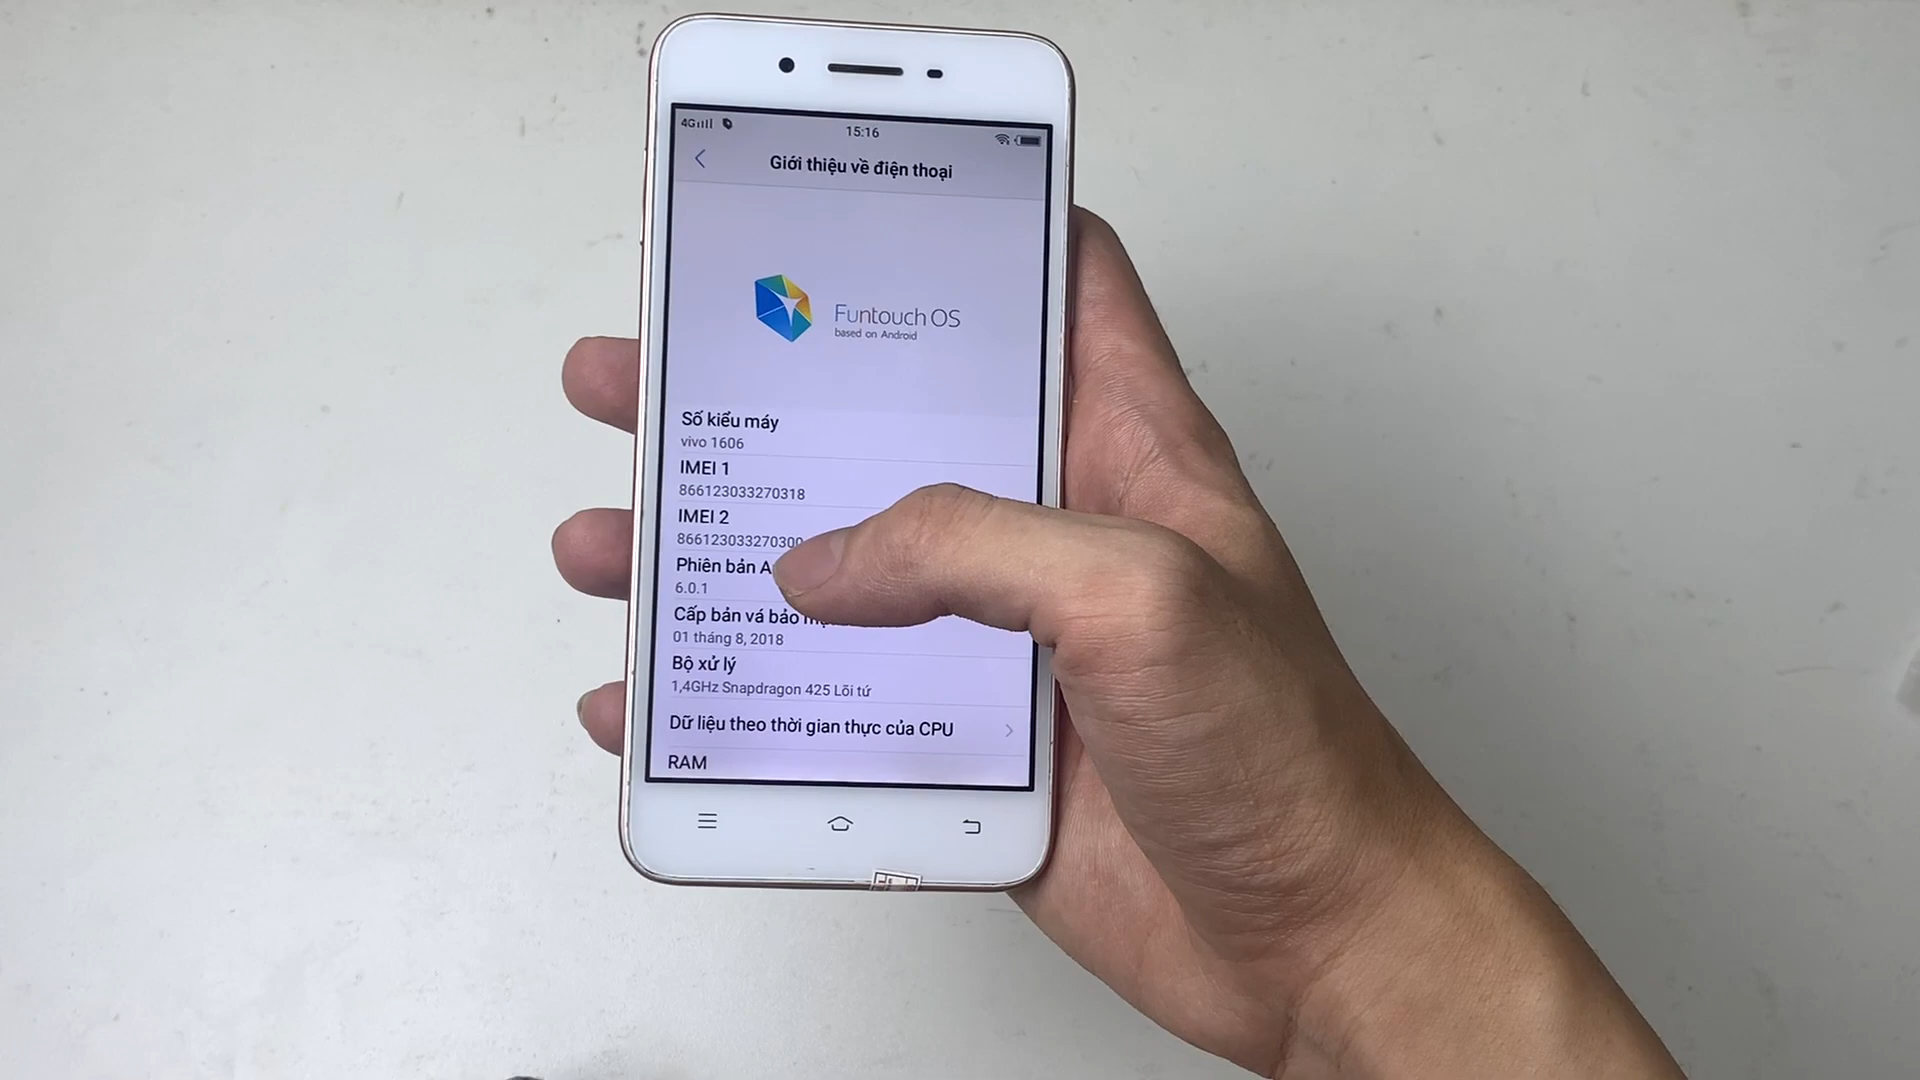 4G
15:16
Giới thiệu về điện thoại
Funtouch OS
based on Android
Số kiểu máy
vivo 1606
IMEI 1
866123033270318
IMEI 2
866123033270300
Phiên bản
6.0.1
Cấp bản vá bảo
01 tháng 8, 2018
Bộ xử lý
1,4GHz Snapdragon 425 Lõi tứ
Dữ liệu theo thời gian thực của CPU
RAM